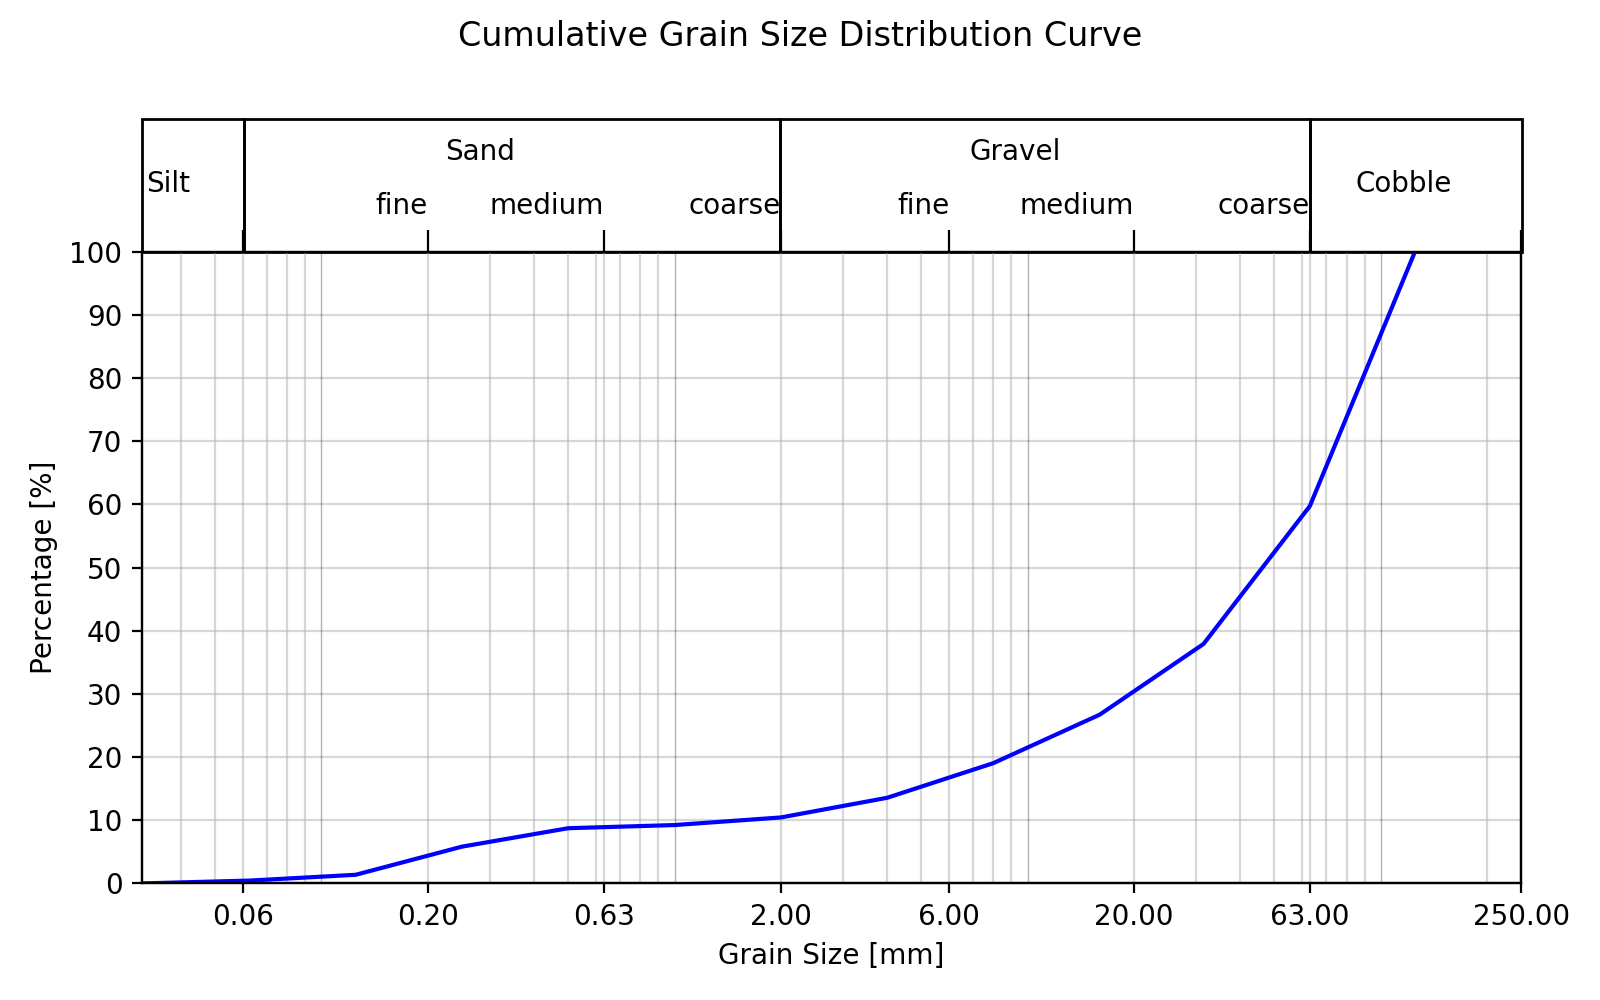 Cumulative Grain Size Distribution Curve
Silt
Sand
fine medium coarse
Gravel
fine medium coarse
Cobble
Percentage [%]
100
90
80
70
60
50
40
30
20
10
0
0.06 0.20 0.63 2.00 6.00 20.00 63.00 250.00
Grain Size [mm]